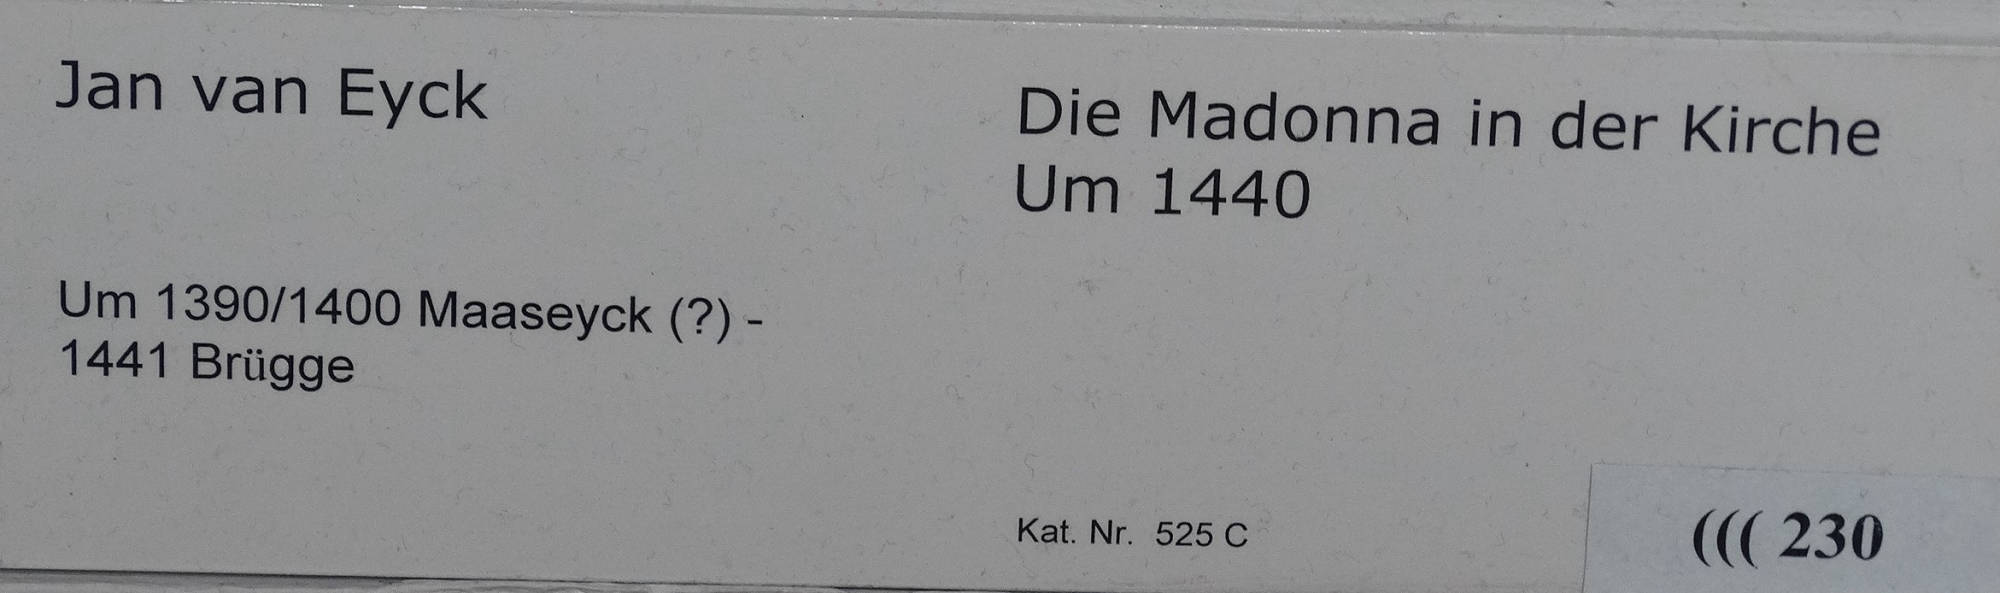 Jan van Eyck
Um 1390/1400 Maaseyck (?) -
1441 Brügge
Die Madonna in der Kirche
Um 1440
Kat. Nr. 525 C
((( 230